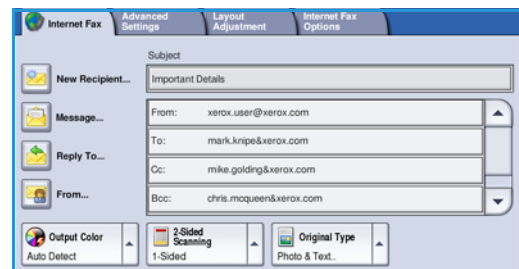 Internet Fax
Advanced
Settings
Layout
Adjustment
Internet Fax
Options
Subject
New Recipient...
Important Details
Message...
From: xerox.user@xerox.com
To: mark.knipe&xerox.com
Reply To...
Cc: mike.golding&xerox.com
From...
Bcc: chris.mcqueen&xerox.com
Output Color
Auto Detect
2-Sided
Scanning
1-Sided
Original Type
Photo & Text..